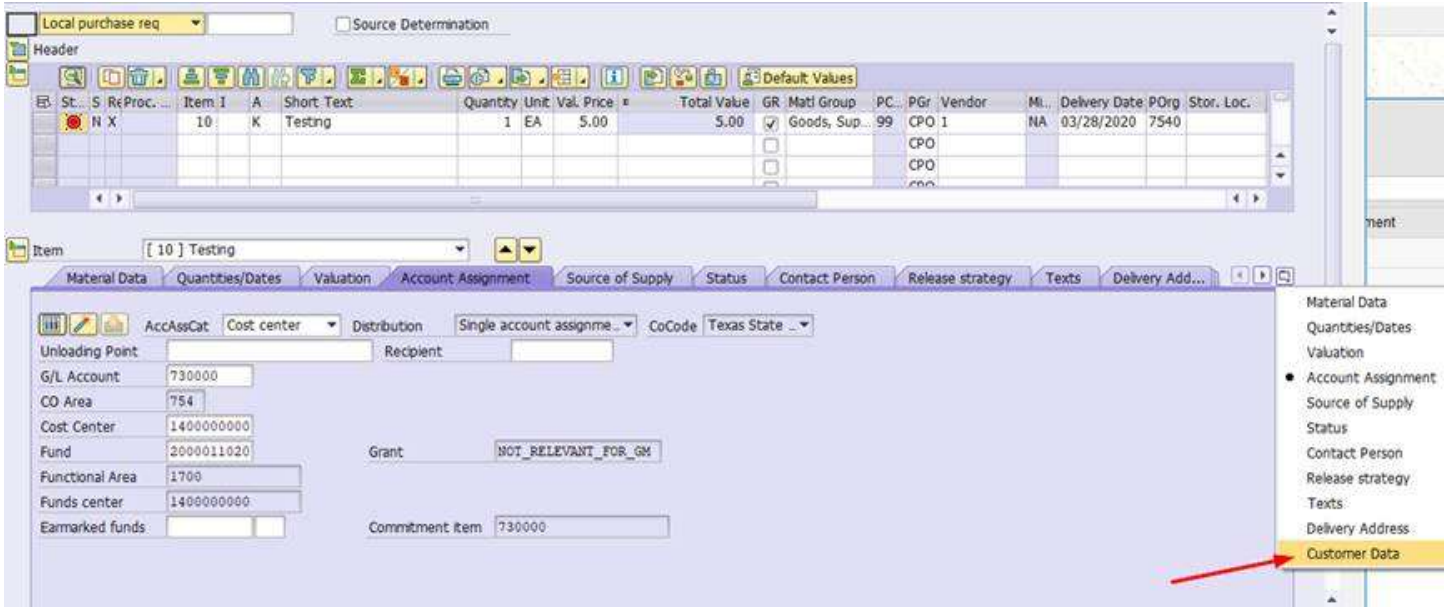 Local purchase req Source Determination
Header
Default Values
St... S Re Proc. ... Item I A Short Text Quantity Unit Val. Price Total Value GR Matl Group PC... PGr Vendor Mi... Delivery Date POrg Stor. Loc.
N X 10 K Testing 1 EA 5.00 5.00 Goods, Sup... 99 CPO 1 NA 03/28/2020 7540
CPO
CPO
CPO
ment
Item [ 10 ] Testing
Material Data Quantities/Dates Valuation Account Assignment Source of Supply Status Contact Person Release strategy Texts Delivery Add...
AccAssCat Cost center Distribution Single account assignme... CoCode Texas State ...
Unloading Point Recipient
G/L Account 730000
CO Area 754
Cost Center 1400000000
Fund 2000011020 Grant NOT_RELEVANT_FOR_GM
Functional Area 1700
Funds center 1400000000
Earmarked funds Commitment item 730000
Material Data
Quantities/Dates
Valuation
Account Assignment
Source of Supply
Status
Contact Person
Release strategy
Texts
Delivery Address
Customer Data